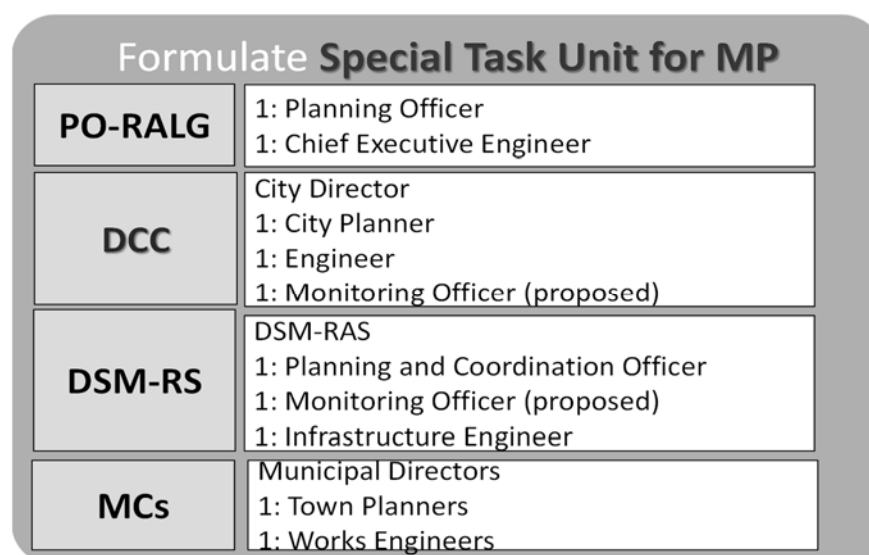 Formulate Special Task Unit for MP
PO-RALG
1: Planning Officer
1: Chief Executive Engineer
DCC
City Director
1: City Planner
1: Engineer
1: Monitoring Officer (proposed)
DSM-RS
DSM-RAS
1: Planning and Coordination Officer
1: Monitoring Officer (proposed)
1: Infrastructure Engineer
MCs
Municipal Directors
1: Town Planners
1: Works Engineers